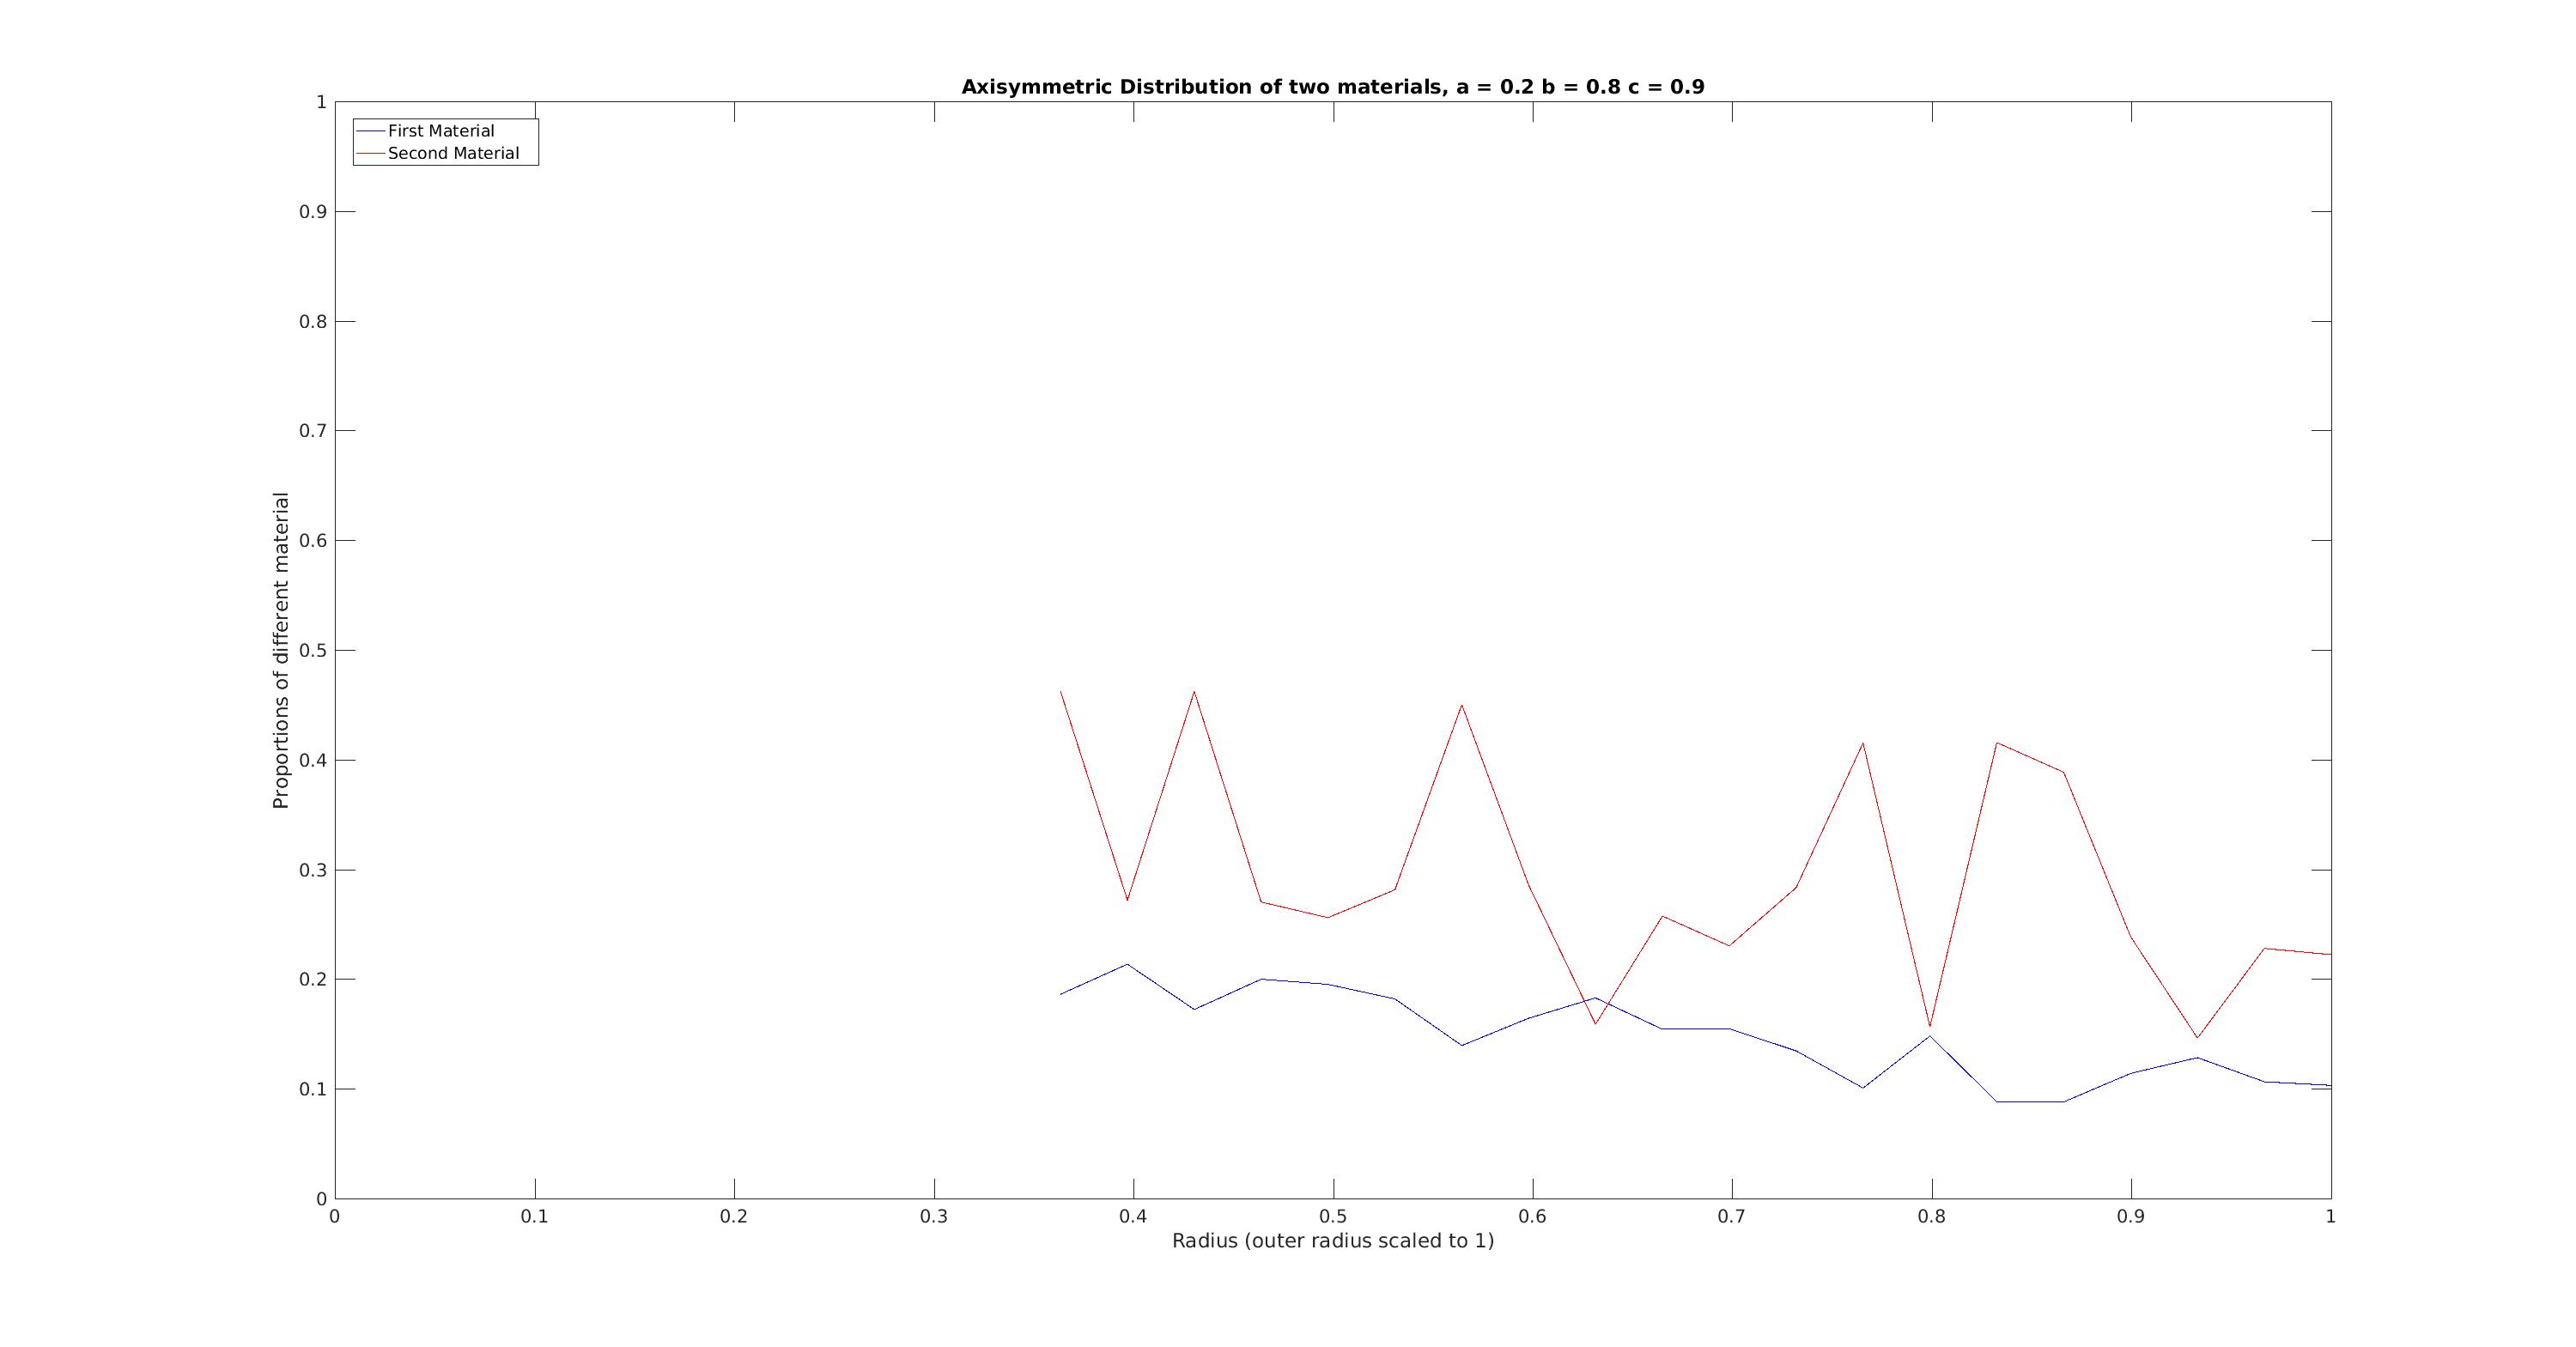 Axisymmetric Distribution of two materials, a = 0.2 b = 0.8 c = 0.9
First Material
Second Material
1
0.9
0.8
0.7
0.6
0.5
0.4
0.3
0.2
0.1
0
Proportions of different material
0 0.1 0.2 0.3 0.4 0.5 0.6 0.7 0.8 0.9 1
Radius (outer radius scaled to 1)